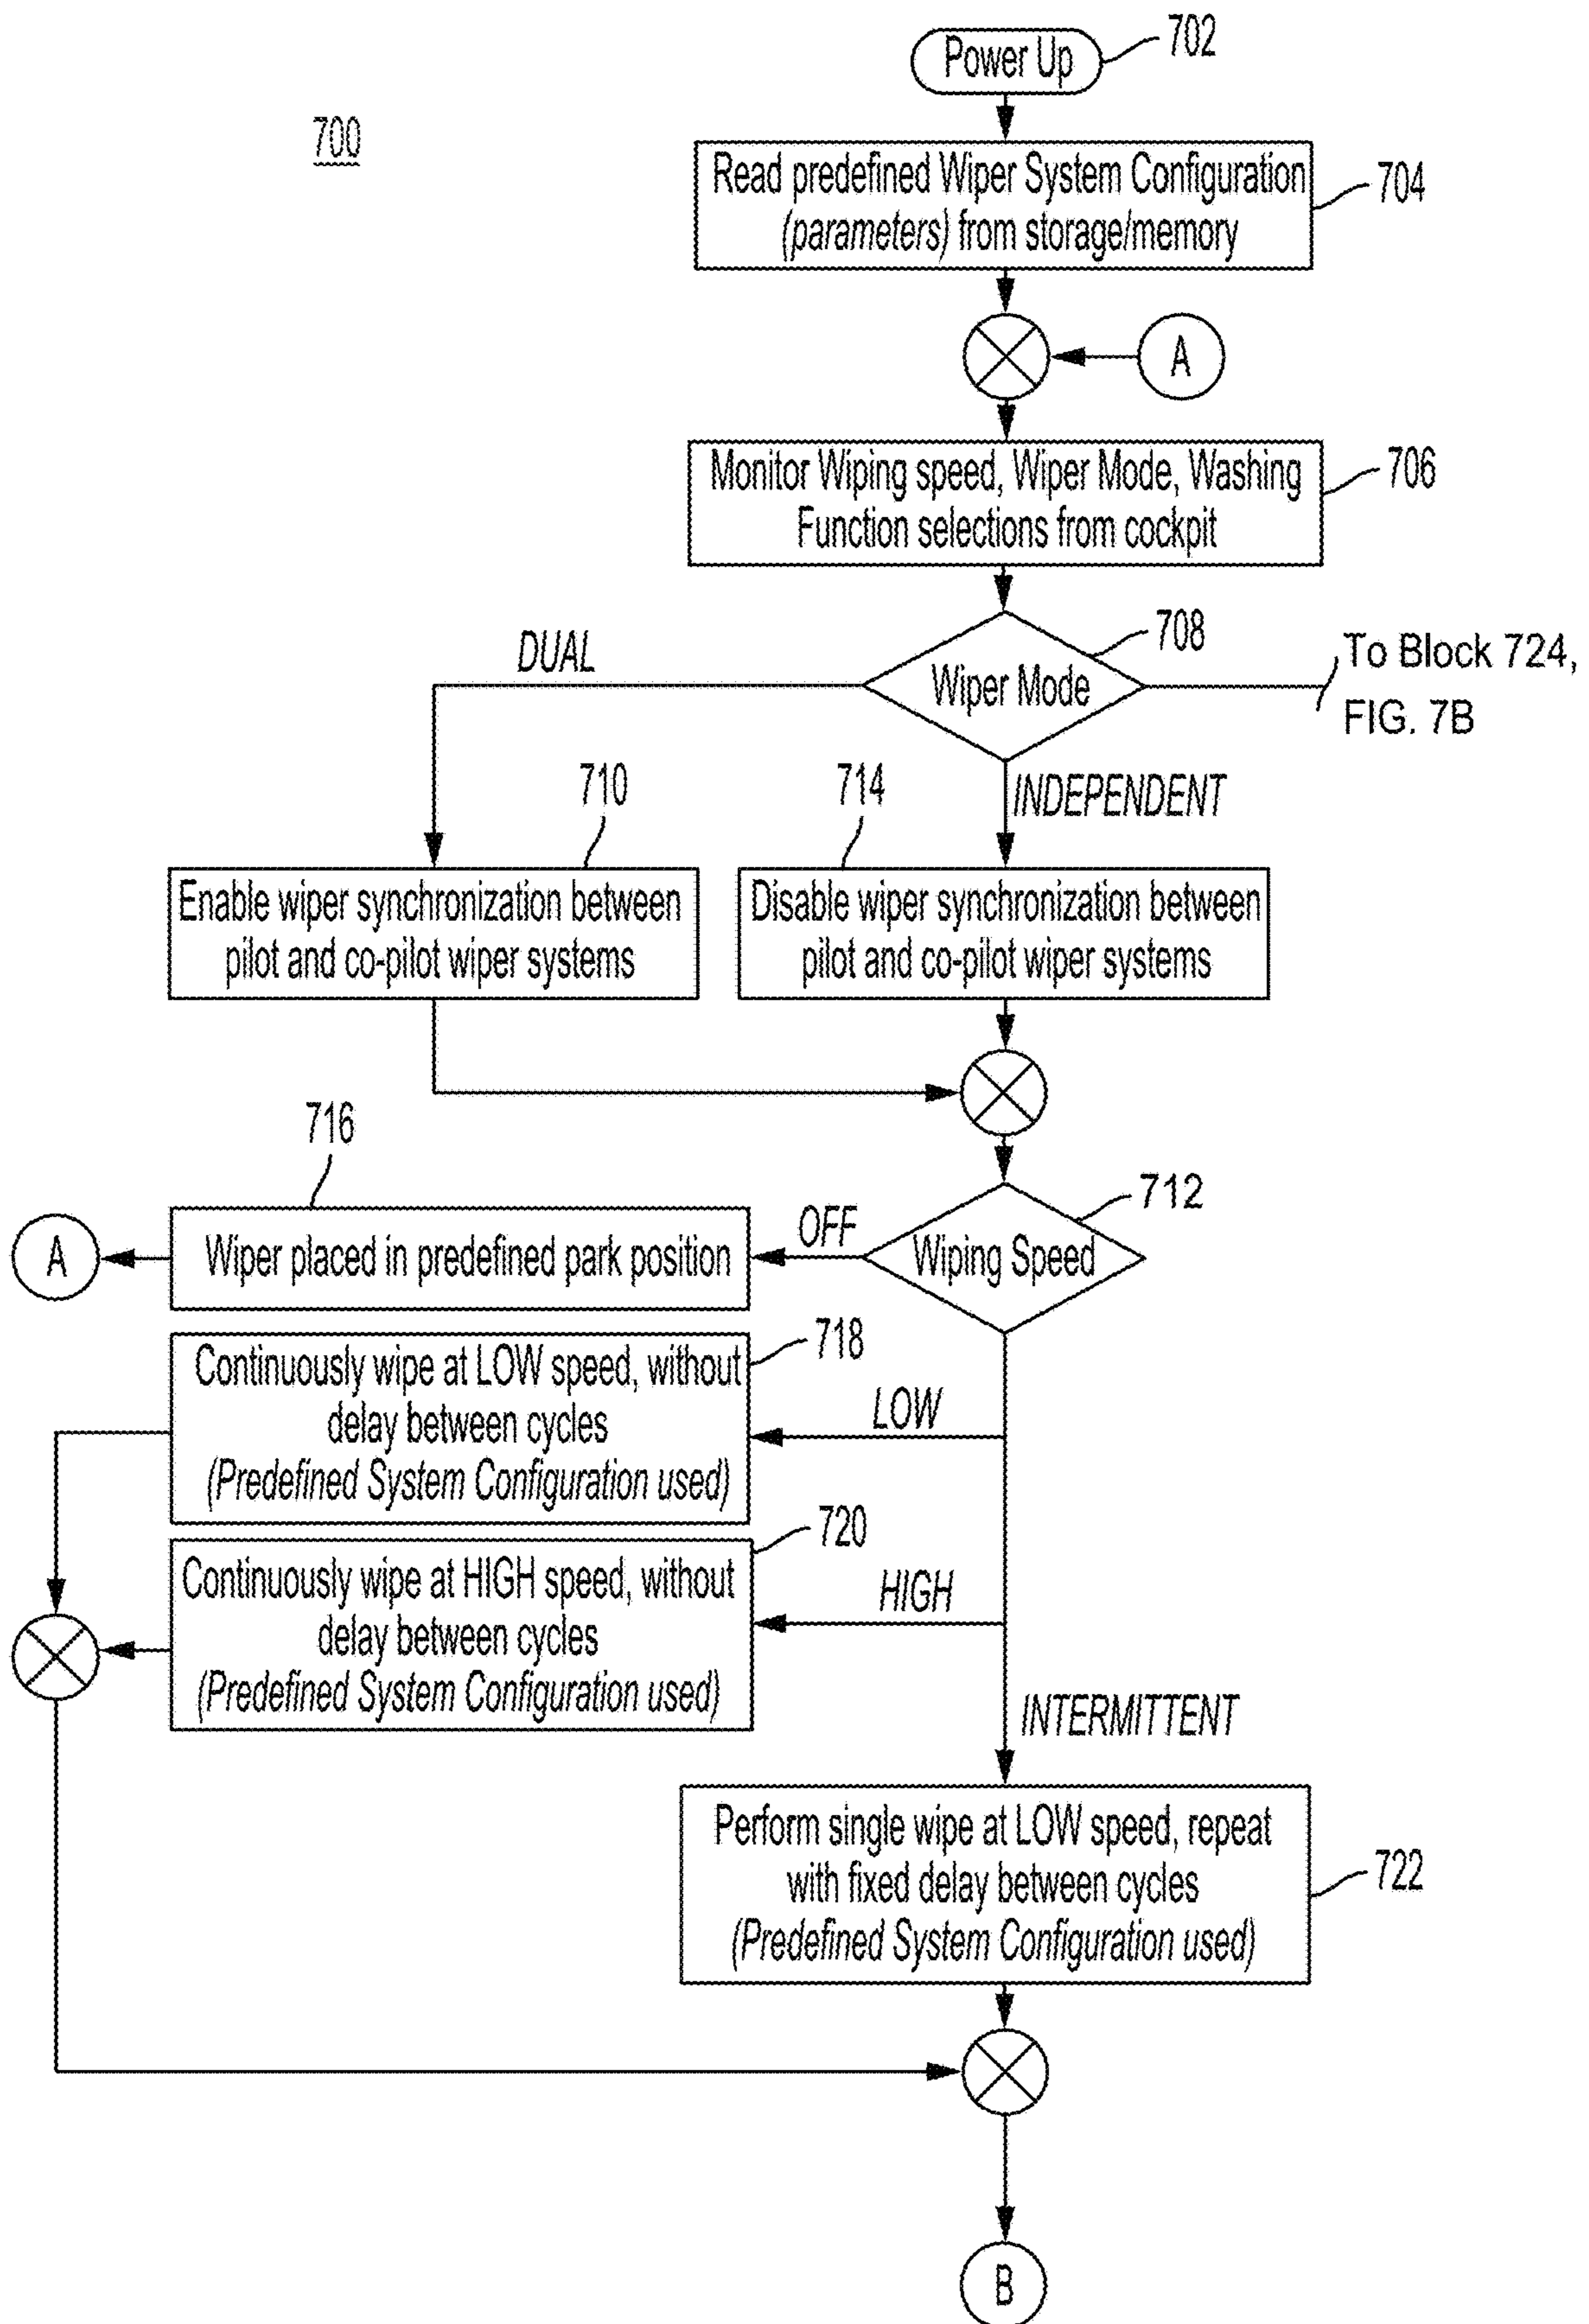 Power Up
702
700
Read predefined Wiper System Configuration
(parameters) from storage/memory
704
A
Monitor Wiping speed, Wiper Mode, Washing
Function selections from cockpit
706
DUAL
708
Wiper Mode
To Block 724,
FIG. 7B
710
714
INDEPENDENT
Enable wiper synchronization between
pilot and co-pilot wiper systems
Disable wiper synchronization between
pilot and co-pilot wiper systems
716
712
A
Wiper placed in predefined park position
OFF
Wiping Speed
718
Continuously wipe at LOW speed, without
delay between cycles
(Predefined System Configuration used)
LOW
720
Continuously wipe at HIGH speed, without
delay between cycles
(Predefined System Configuration used)
HIGH
INTERMITTENT
Perform single wipe at LOW speed, repeat
with fixed delay between cycles
(Predefined System Configuration used)
722
B